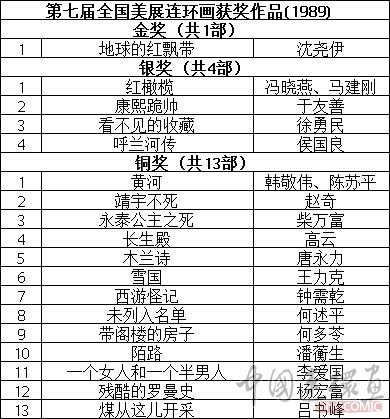 第七届全国美展连环画获奖作品(1989)
金奖（共1部）
1 地球的红飘带 沈尧伊
银奖（共4部）
1 红橄榄 冯晓燕、马建刚
2 康熙跪帅 于友善
3 看不见的收藏 徐勇民
4 呼兰河传 侯国良
铜奖（共13部）
1 黄河 韩敬伟、陈苏平
2 靖宇不死 赵奇
3 永泰公主之死 柴万富
4 长生殿 高云
5 木兰诗 唐永力
6 雪国 王力克
7 西游怪记 钟需乾
8 未列入名单 何述平
9 带阁楼的房子 何多苓
10 陌路 潘蘅生
11 一个女人和一个半男人 李爱国
12 残酷的罗曼史 杨宏富
13 煤从这儿开采 吕书峰